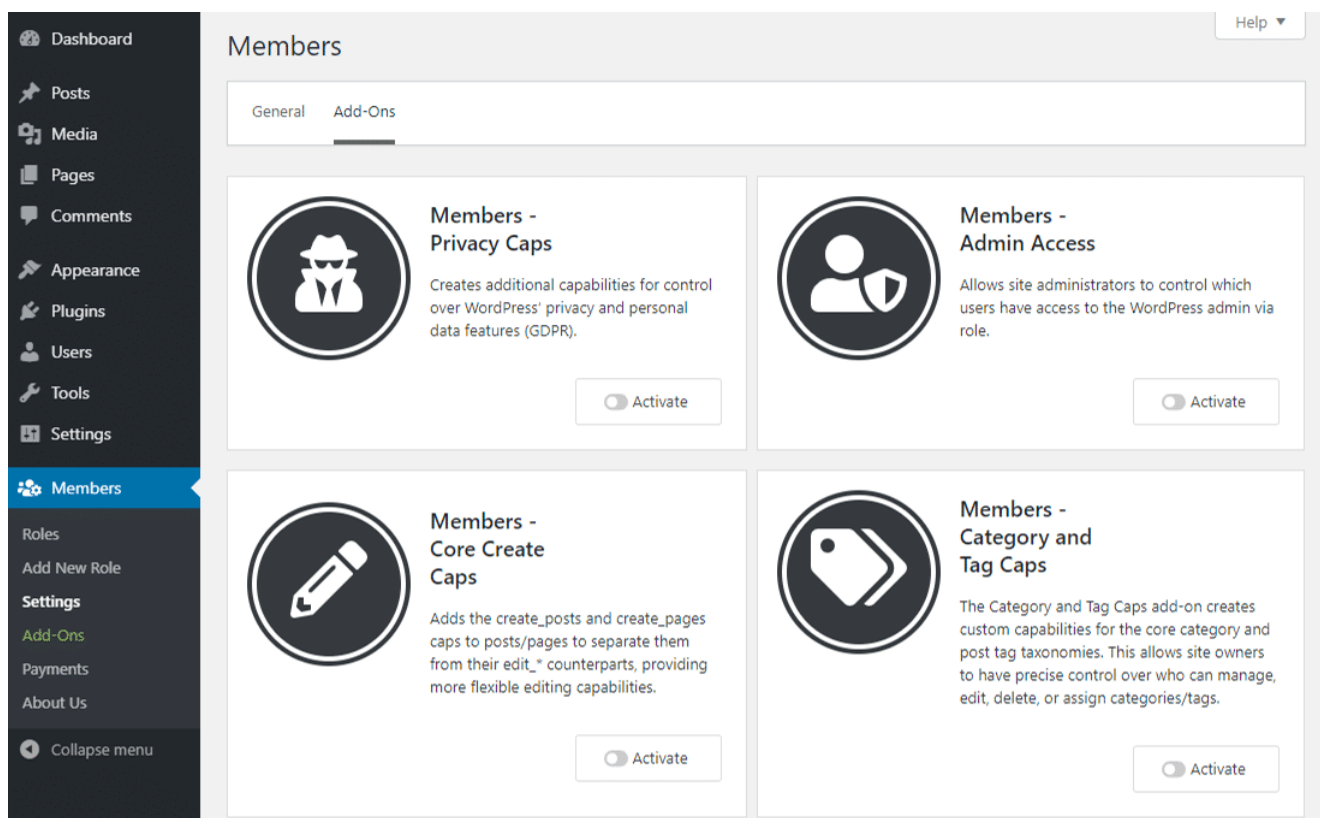 Dashboard
Posts
Media
Pages
Comments
Appearance
Plugins
Users
Tools
Settings
Members
Roles
Add New Role
Settings
Add-Ons
Payments
About Us
Collapse menu
Help
Members
General Add-Ons
Members -
Privacy Caps
Creates additional capabilities for control
over WordPress' privacy and personal
data features (GDPR).
Activate
Members -
Admin Access
Allows site administrators to control which
users have access to the WordPress admin via
role.
Activate
Members -
Core Create
Caps
Adds the create_posts and create_pages
caps to posts/pages to separate them
from their edit_* counterparts, providing
more flexible editing capabilities.
Activate
Members -
Category and
Tag Caps
The Category and Tag Caps add-on creates
custom capabilities for the core category and
post tag taxonomies. This allows site owners
to have precise control over who can manage,
edit, delete, or assign categories/tags.
Activate